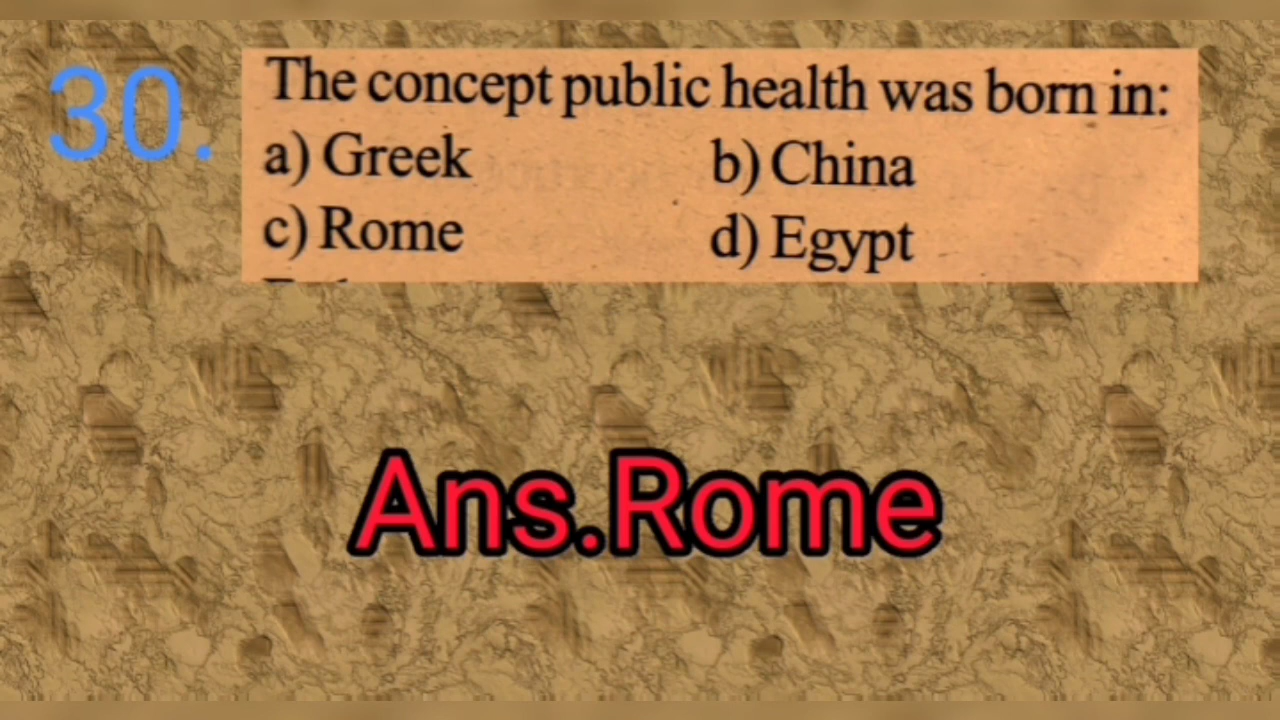 30. The concept public health was born in:
a) Greek b) China
c) Rome d) Egypt
Ans.Rome